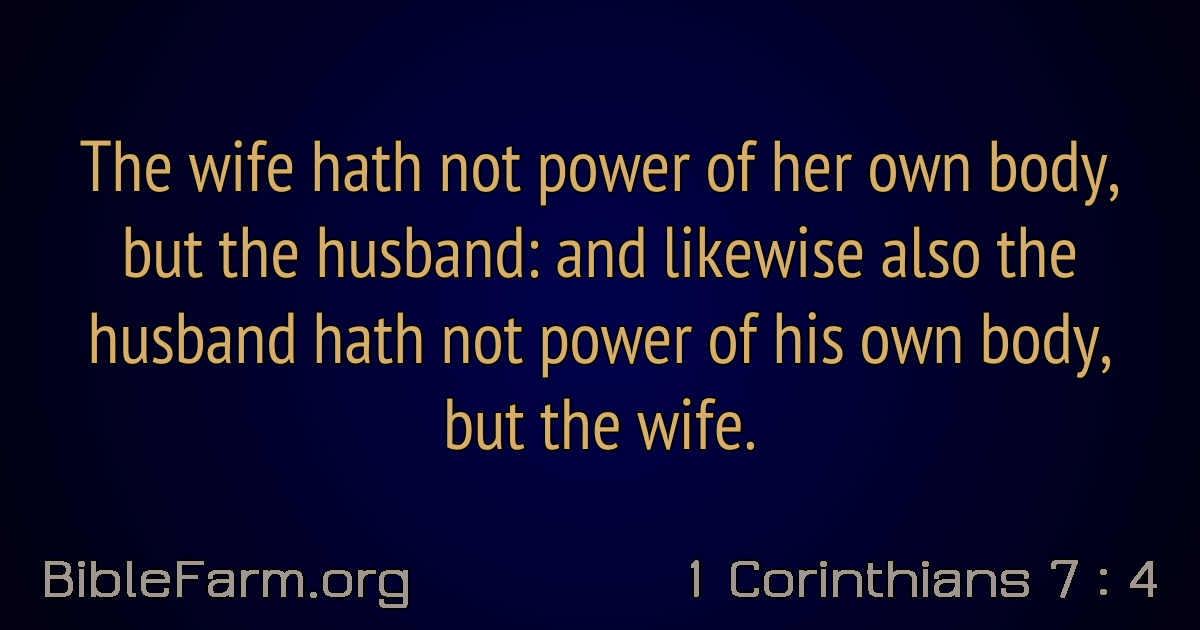 The wife hath not power of her own body,
but the husband: and likewise also the
husband hath not power of his own body,
but the wife.
BibleFarm.org
1 Corinthians 7 : 4